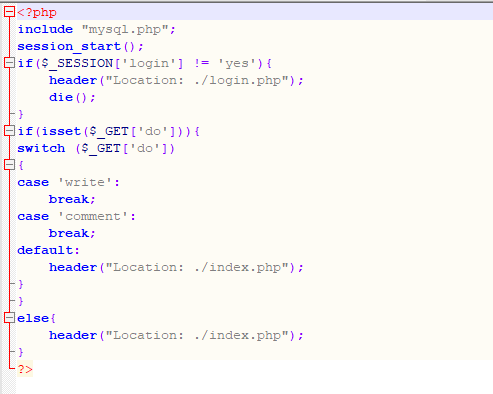 <?php
include "mysql.php";
session_start();
if($_SESSION['login'] != 'yes'){
    header("Location: ./login.php");
    die();
}
if(isset($_GET['do'])){
switch ($_GET['do'])
{
case 'write':
    break;
case 'comment':
    break;
default:
    header("Location: ./index.php");
}
}
else{
    header("Location: ./index.php");
}
?>